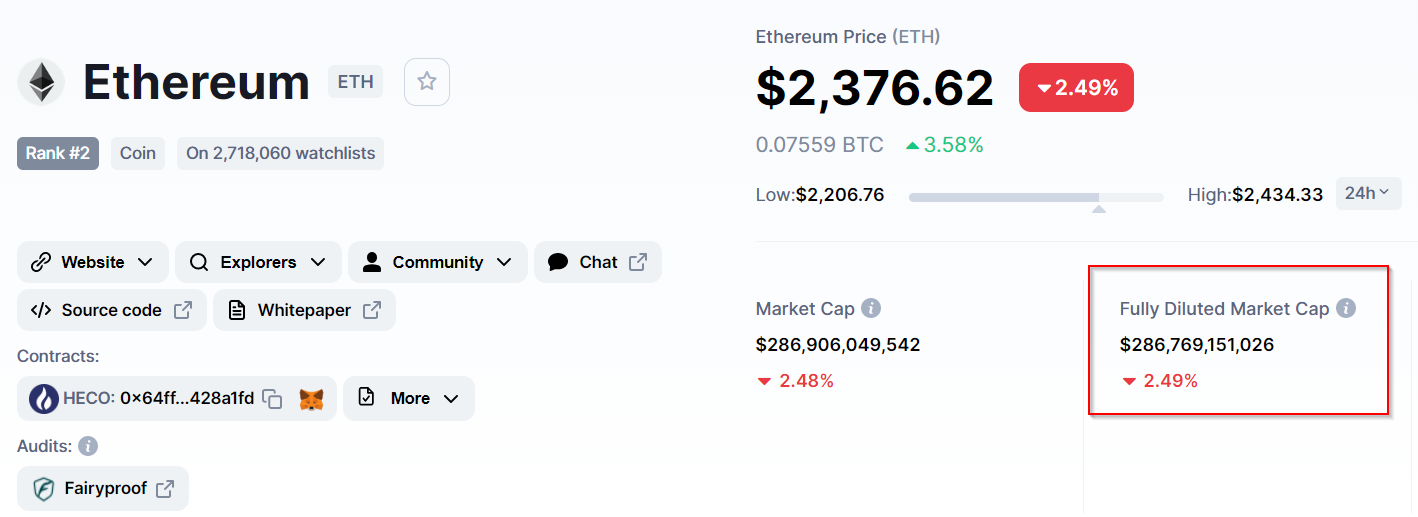 Ethereum
ETH
Rank #2
Coin
On 2,718,060 watchlists
Website
Explorers
Community
Chat
Source code
Whitepaper
Contracts:
HECO: 0x64ff...428a1fd
More
Audits:
Fairyproof
Ethereum Price (ETH)
$2,376.62
2.49%
0.07559 BTC
3.58%
Low:$2,206.76
High:$2,434.33
24h
Market Cap
$286,906,049,542
2.48%
Fully Diluted Market Cap
$286,769,151,026
2.49%